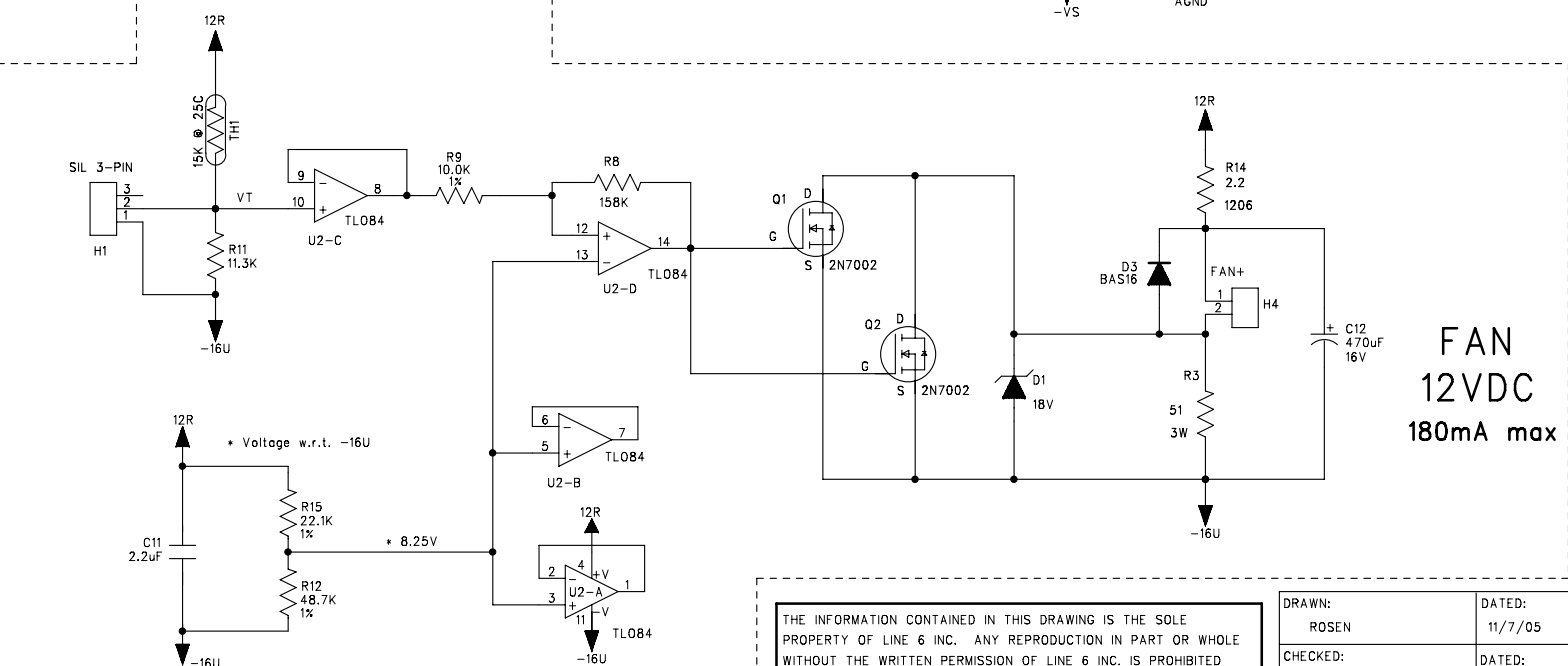 -VS
AGND
12R
15K @ 25C
TH1
SIL 3-PIN
3
2
1
H1
VT
R11
11.3K
-16U
9
-
10
+
8
TL084
U2-C
R9
10.0K
1%
R8
158K
12
+
13
-
14
TL084
U2-D
Q1
D
G
S
2N7002
Q2
D
G
S
2N7002
D1
18V
12R
R14
2.2
1206
D3
BAS16
FAN+
1
2
H4
R3
51
3W
+
C12
470uF
16V
-16U
FAN
12VDC
180mA max
12R
* Voltage w.r.t. -16U
C11
2.2uF
R15
22.1K
1%
R12
48.7K
1%
-16U
* 8.25V
6
-
5
+
7
TL084
U2-B
12R
2
-
4
+V
U2-A
1
3
+
11
-V
TL084
-16U
THE INFORMATION CONTAINED IN THIS DRAWING IS THE SOLE
PROPERTY OF LINE 6 INC. ANY REPRODUCTION IN PART OR WHOLE
WITHOUT THE WRITTEN PERMISSION OF LINE 6 INC. IS PROHIBITED
DRAWN:
ROSEN
DATED:
11/7/05
CHECKED:
DATED: